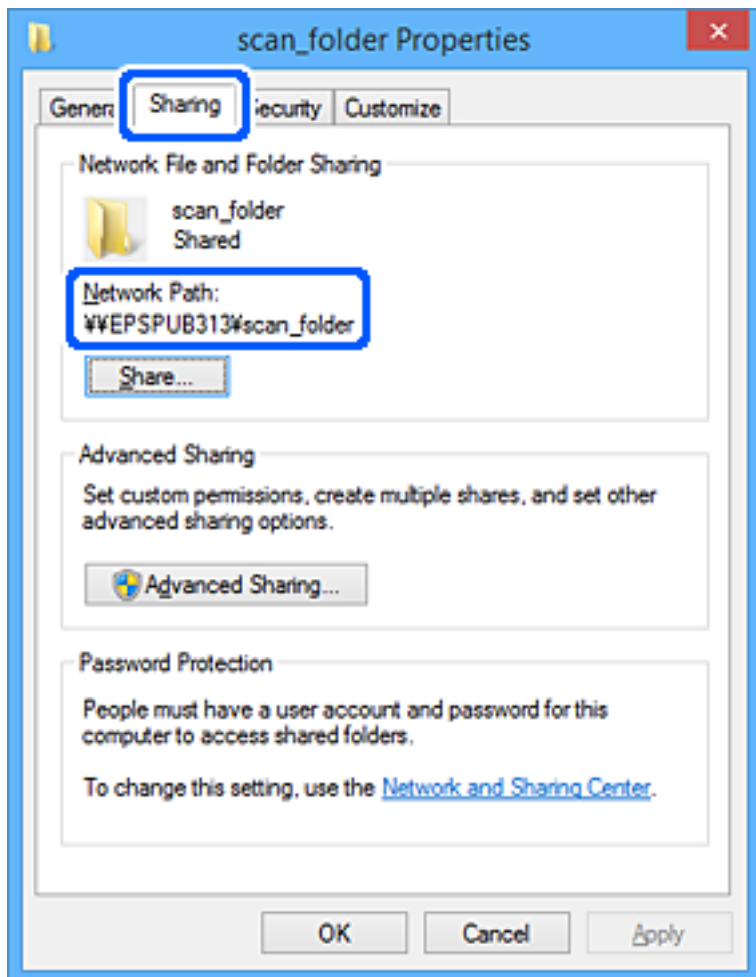 scan_folder Properties
General Sharing Security Customize
Network File and Folder Sharing
scan_folder
Shared
Network Path:
¥¥EPSPUB313¥scan_folder
Share...
Advanced Sharing
Set custom permissions, create multiple shares, and set other
advanced sharing options.
Advanced Sharing...
Password Protection
People must have a user account and password for this
computer to access shared folders.
To change this setting, use the Network and Sharing Center.
OK Cancel Apply